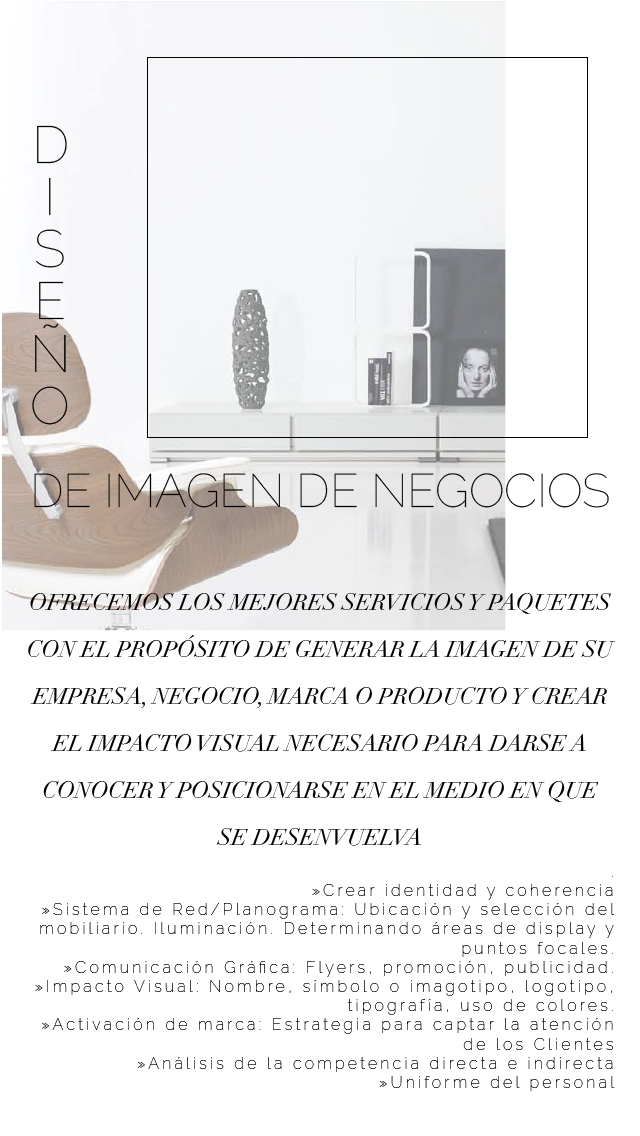 DISEÑO
DE IMAGEN DE NEGOCIOS
OFRECEMOS LOS MEJORES SERVICIOS Y PAQUETES
CON EL PROPÓSITO DE GENERAR LA IMAGEN DE SU
EMPRESA, NEGOCIO, MARCA O PRODUCTO Y CREAR
EL IMPACTO VISUAL NECESARIO PARA DARSE A
CONOCER Y POSICIONARSE EN EL MEDIO EN QUE
SE DESENVUELVA
.
»Crear identidad y coherencia
»Sistema de Red/Planograma: Ubicación y selección del
mobiliario. Iluminación. Determinando áreas de display y
puntos focales.
»Comunicación Gráfica: Flyers, promoción, publicidad.
»Impacto Visual: Nombre, símbolo o imagotipo, logotipo,
tipografía, uso de colores.
»Activación de marca: Estrategia para captar la atención
de los Clientes
»Análisis de la competencia directa e indirecta
»Uniforme del personal